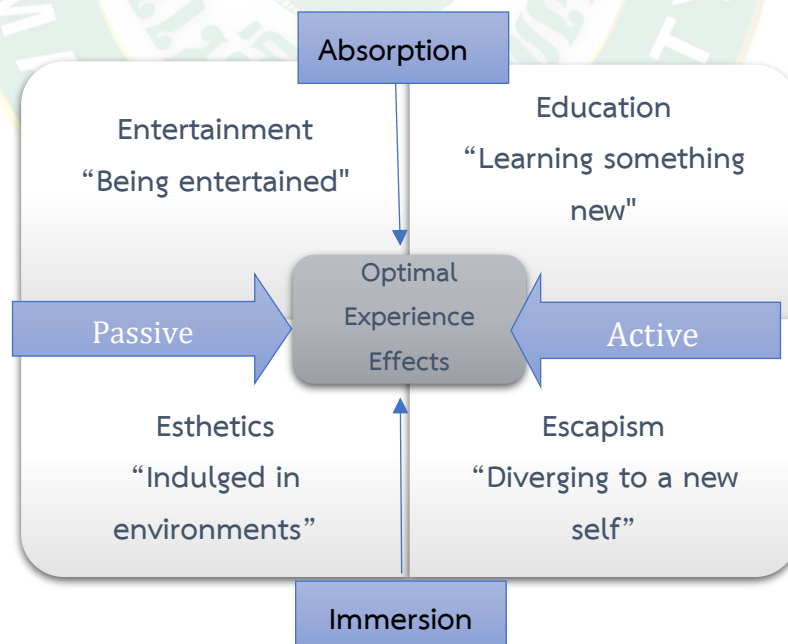 Absorption
Entertainment
“Being entertained"
Education
“Learning something
new"
Optimal
Experience
Effects
Passive
Active
Esthetics
“Indulged in
environments”
Escapism
“Diverging to a new
self”
Immersion